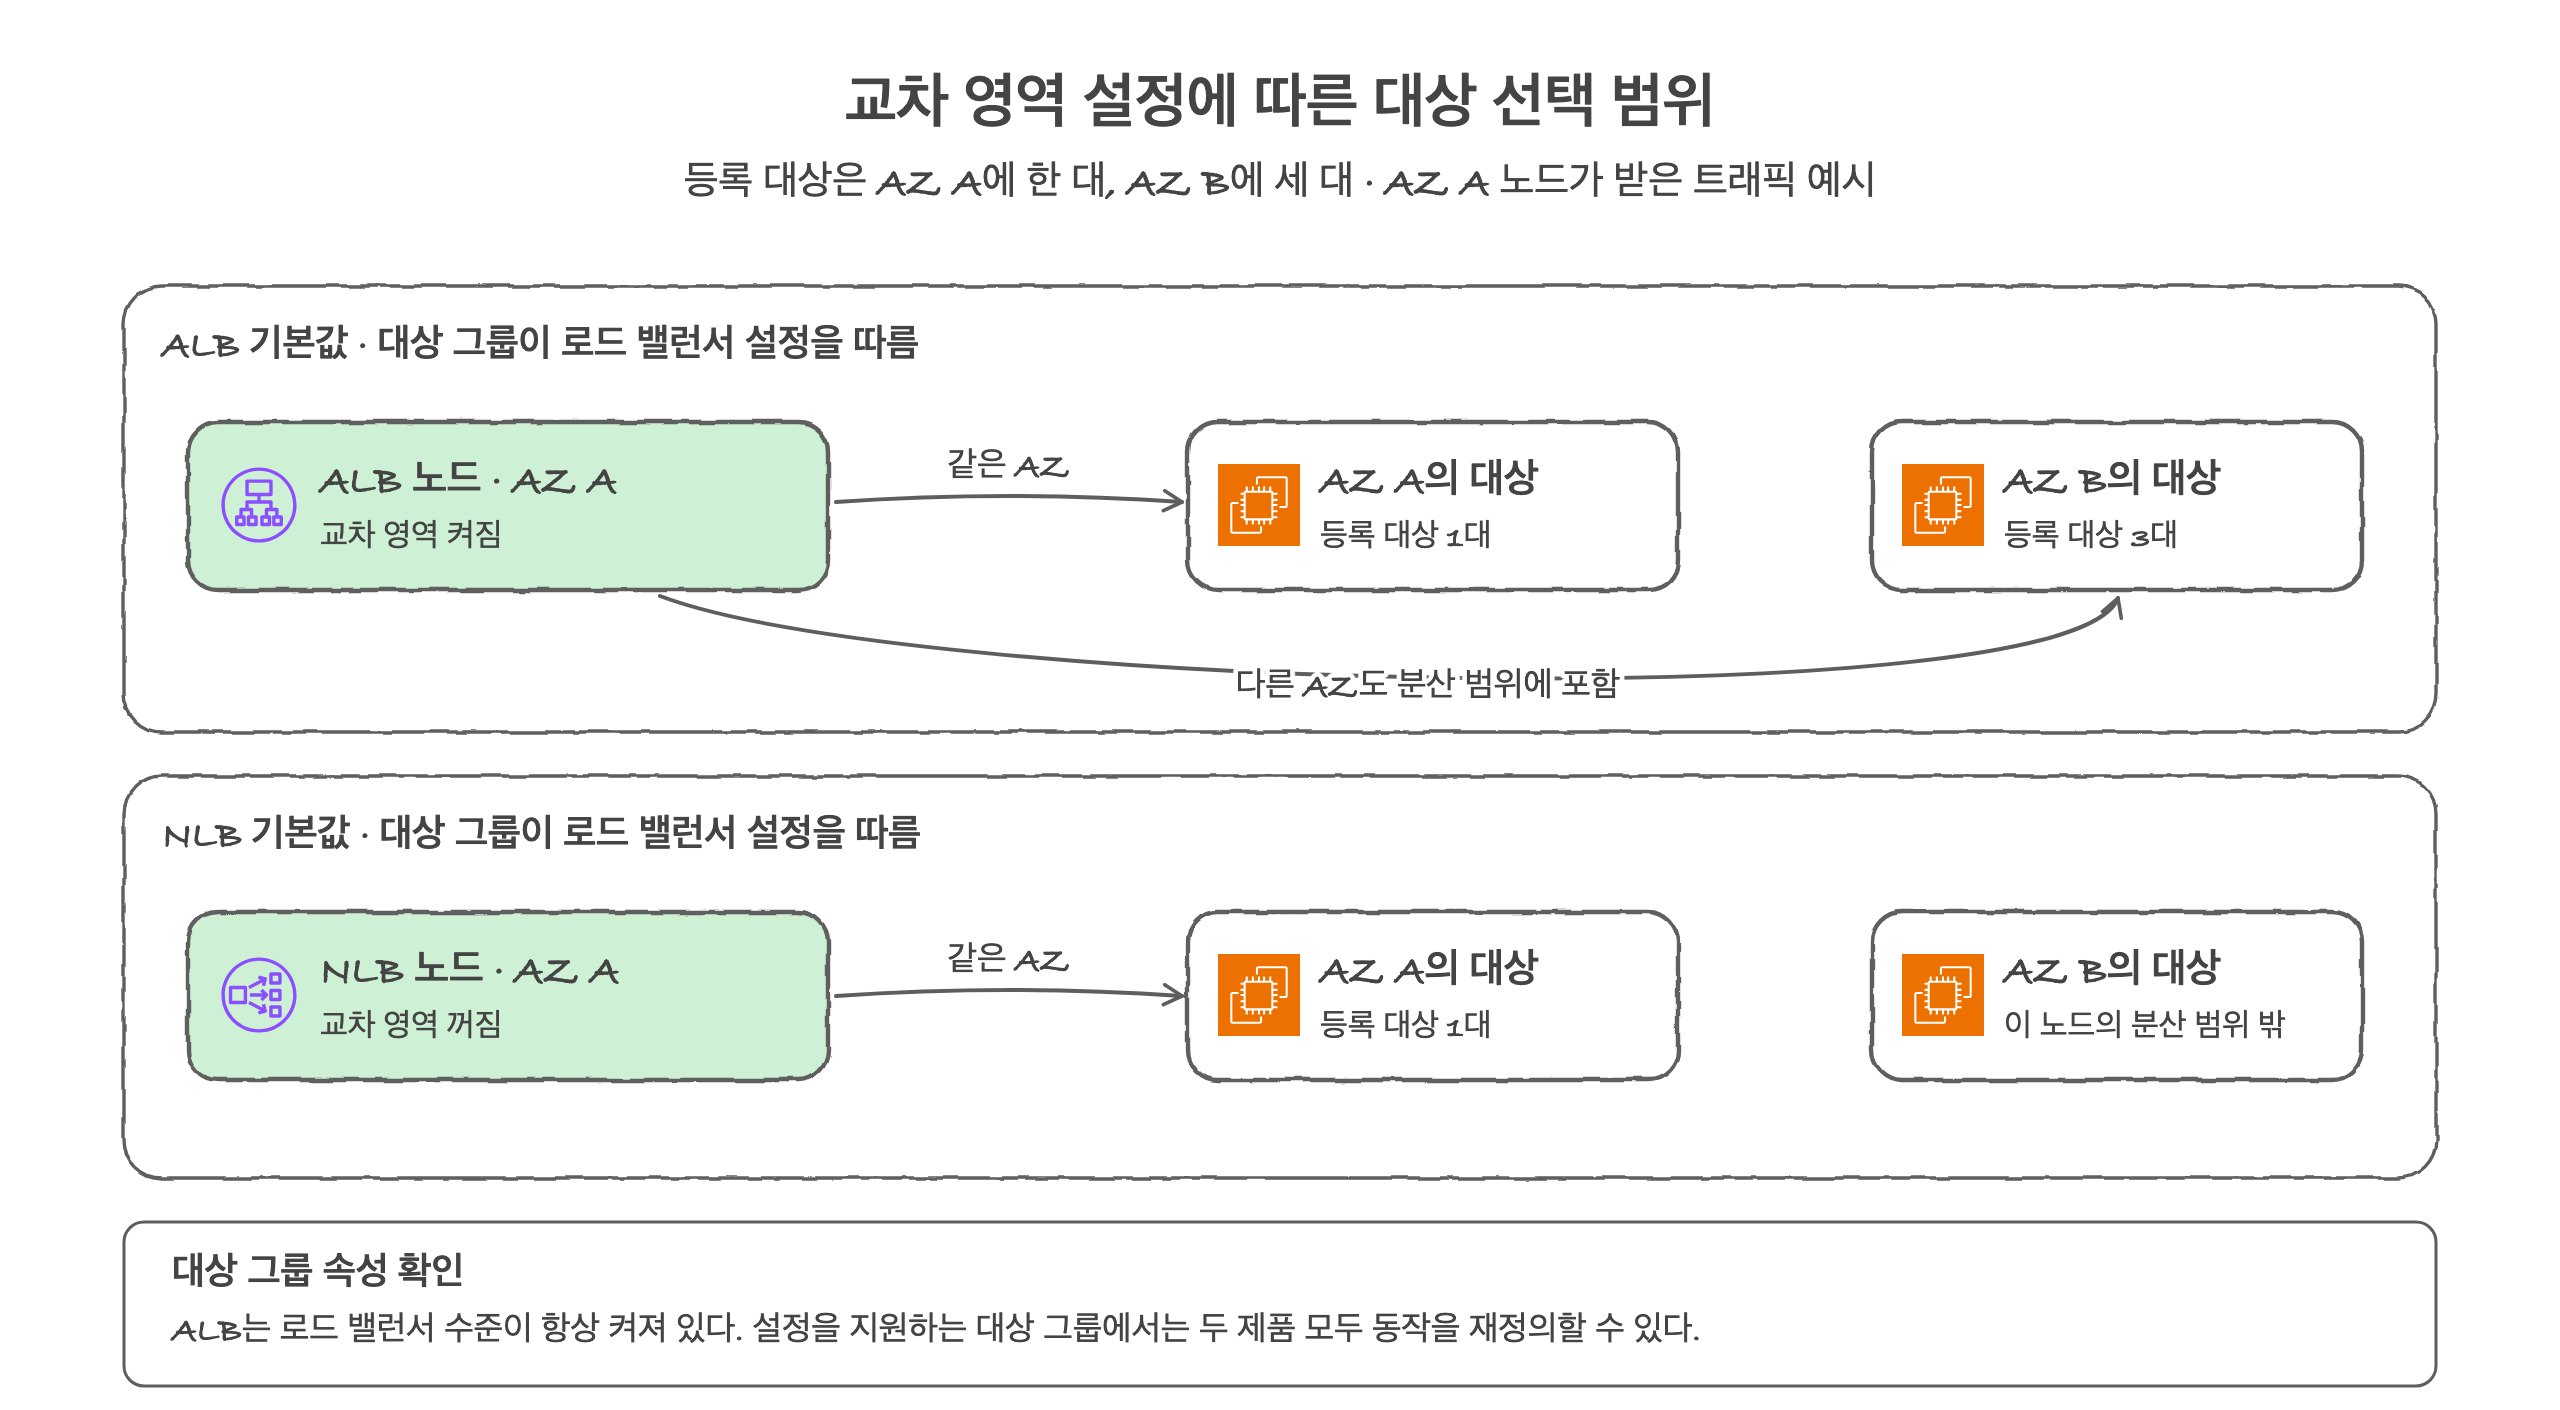 교차 영역 설정에 따른 대상 선택 범위
등록 대상은 AZ A에 한 대, AZ B에 세 대 · AZ A 노드가 받은 트래픽 예시
ALB 기본값 · 대상 그룹이 로드 밸런서 설정을 따름
ALB 노드 · AZ A
교차 영역 켜짐
같은 AZ
AZ A의 대상
등록 대상 1대
AZ B의 대상
등록 대상 3대
다른 AZ도 분산 범위에 포함
NLB 기본값 · 대상 그룹이 로드 밸런서 설정을 따름
NLB 노드 · AZ A
교차 영역 꺼짐
같은 AZ
AZ A의 대상
등록 대상 1대
AZ B의 대상
이 노드의 분산 범위 밖
대상 그룹 속성 확인
ALB는 로드 밸런서 수준이 항상 켜져 있다. 설정을 지원하는 대상 그룹에서는 두 제품 모두 동작을 재정의할 수 있다.